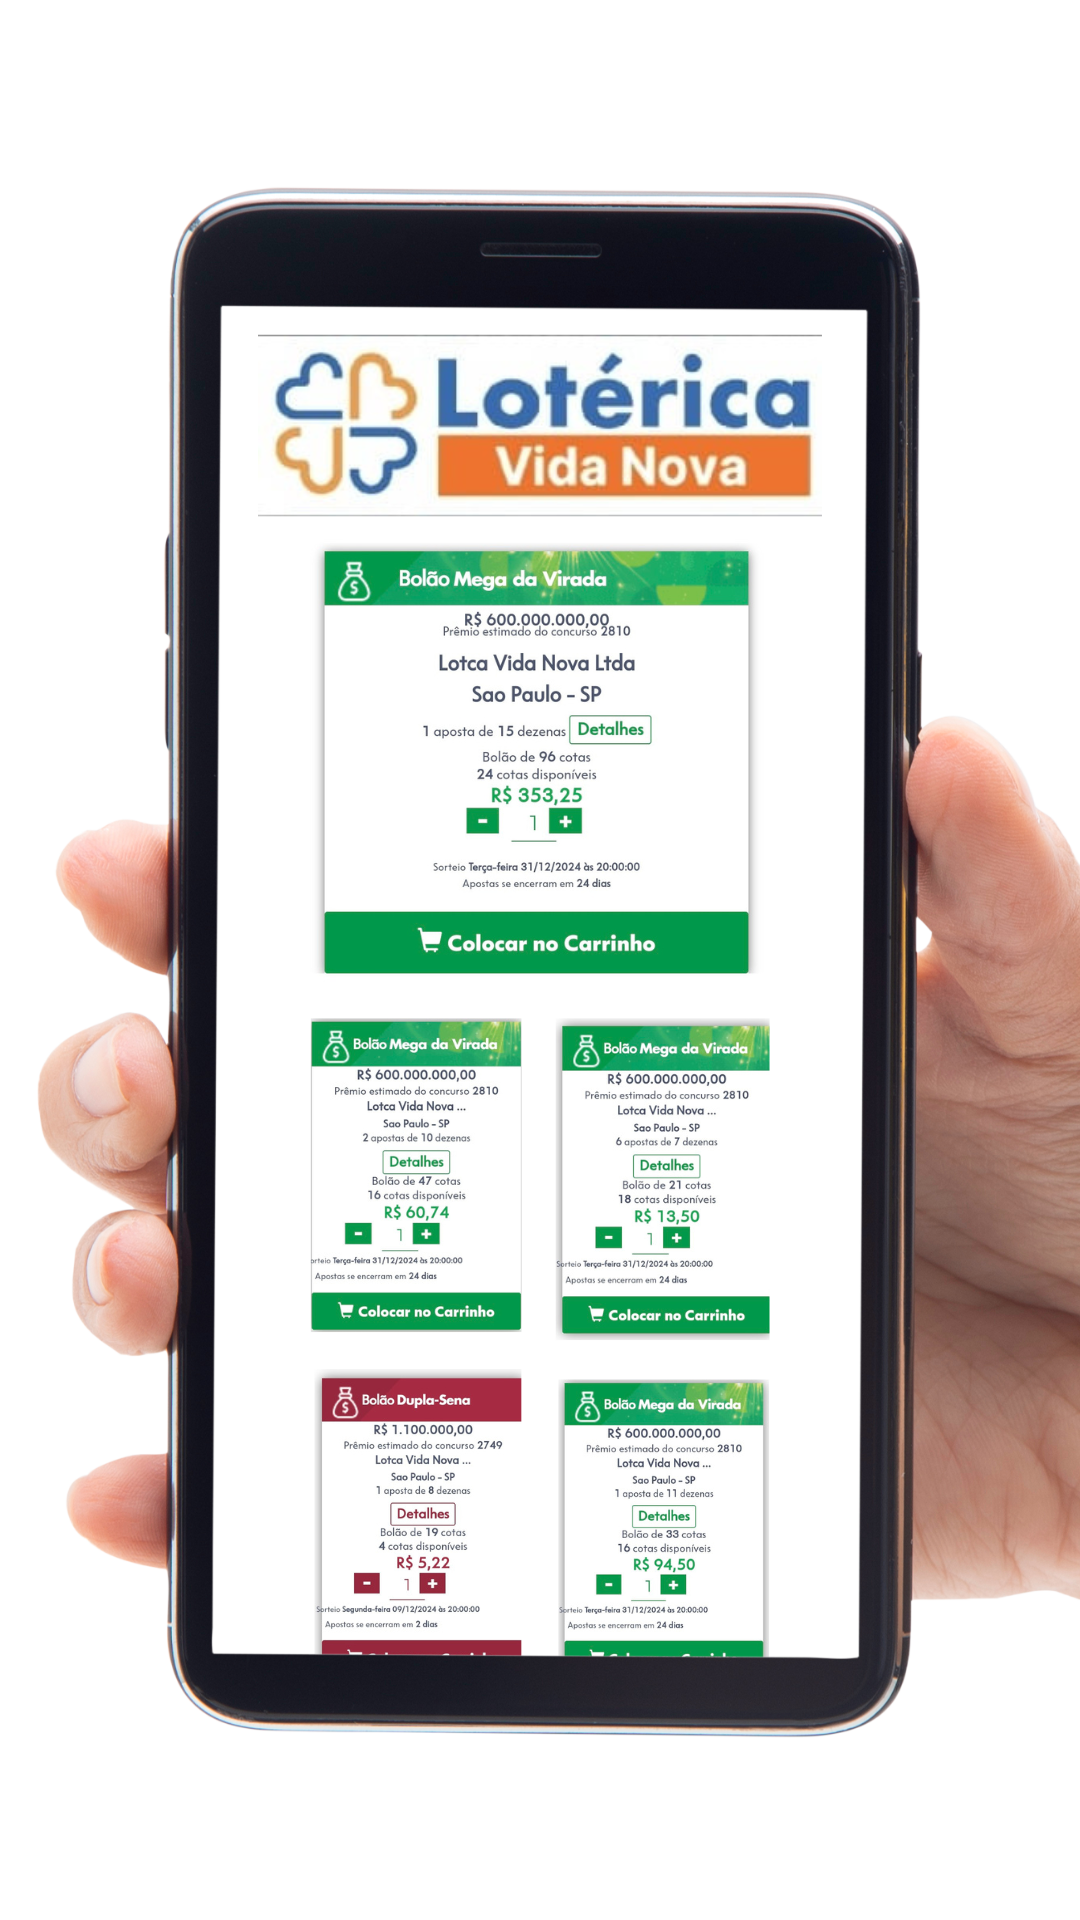 Lotérica
Vida Nova
Bolão Mega da Virada
R$ 600.000.000,00
Prêmio estimado do concurso 2810
Lotca Vida Nova Ltda
Sao Paulo - SP
1 aposta de 15 dezenas Detalhes
Bolão de 96 cotas
24 cotas disponíveis
R$ 353,25
- 1 +
Sorteio Terça-feira 31/12/2024 às 20:00:00
Apostas se encerram em 24 dias
Colocar no Carrinho
Bolão Mega da Virada
R$ 600.000.000,00
Prêmio estimado do concurso 2810
Lotca Vida Nova ...
Sao Paulo - SP
2 apostas de 10 dezenas
Detalhes
Bolão de 47 cotas
16 cotas disponíveis
R$ 60,74
- 1 +
orteio Terça-feira 31/12/2024 às 20:00:00
Apostas se encerram em 24 dias
Colocar no Carrinho
Bolão Mega da Virada
R$ 600.000.000,00
Prêmio estimado do concurso 2810
Lotca Vida Nova ...
Sao Paulo - SP
6 apostas de 7 dezenas
Detalhes
Bolão de 21 cotas
18 cotas disponíveis
R$ 13,50
- 1 +
Sorteio Terça-feira 31/12/2024 às 20:00:00
Apostas se encerram em 24 dias
Colocar no Carrinho
Bolão Dupla-Sena
R$ 1.100.000,00
Prêmio estimado do concurso 2749
Lotca Vida Nova ...
Sao Paulo - SP
1 aposta de 8 dezenas
Detalhes
Bolão de 19 cotas
4 cotas disponíveis
R$ 5,22
- 1 +
Sorteio Segunda-feira 09/12/2024 às 20:00:00
Apostas se encerram em 2 dias
Bolão Mega da Virada
R$ 600.000.000,00
Prêmio estimado do concurso 2810
Lotca Vida Nova ...
Sao Paulo - SP
1 aposta de 11 dezenas
Detalhes
Bolão de 33 cotas
16 cotas disponíveis
R$ 94,50
- 1 +
Sorteio Terça-feira 31/12/2024 às 20:00:00
Apostas se encerram em 24 dias